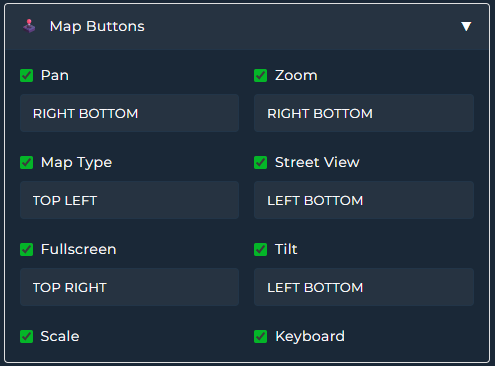 Map Buttons
Pan
Zoom
RIGHT BOTTOM
RIGHT BOTTOM
Map Type
Street View
TOP LEFT
LEFT BOTTOM
Fullscreen
Tilt
TOP RIGHT
LEFT BOTTOM
Scale
Keyboard